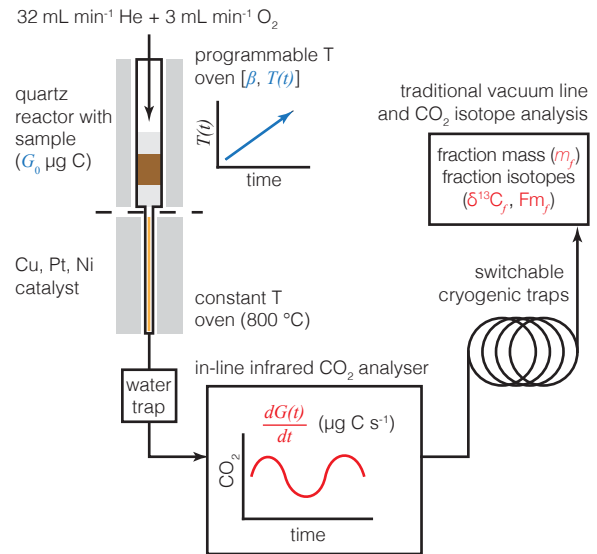 32 mL min⁻¹ He + 3 mL min⁻¹ O₂
programmable T
oven [β, T(t)]
quartz
reactor with
sample
(G₀ µg C)
T(t)
time
traditional vacuum line
and CO₂ isotope analysis
fraction mass (m_f)
fraction isotopes
(δ¹³C_f, Fm_f)
Cu, Pt, Ni
catalyst
constant T
oven (800 °C)
switchable
cryogenic traps
water
trap
in-line infrared CO₂ analyser
dG(t)
dt
(µg C s⁻¹)
CO₂
time